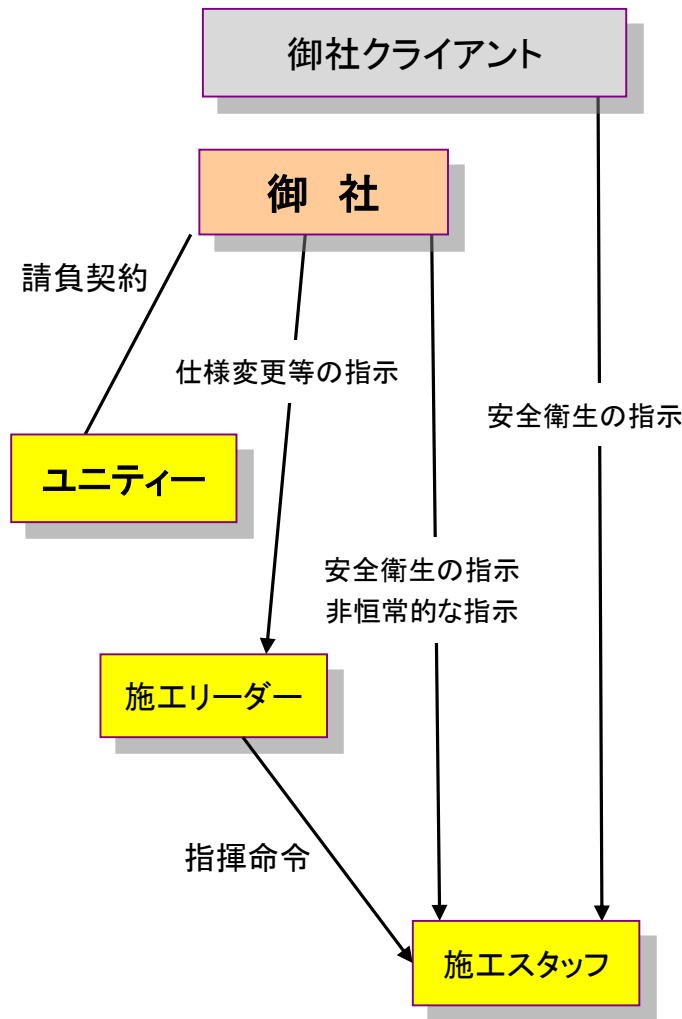 御社クライアント
御 社
請負契約
仕様変更等の指示
安全衛生の指示
ユニティー
安全衛生の指示
非恒常的な指示
施工リーダー
指揮命令
施工スタッフ